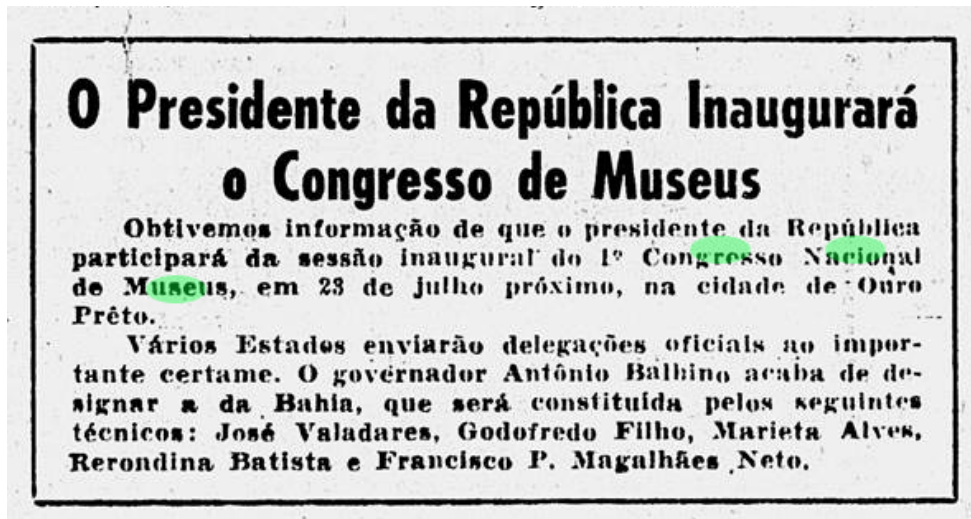 O Presidente da República Inaugurará
o Congresso de Museus
Obtivemos informação de que o presidente da República
participará da sessão inaugural do 1º Congresso Nacional
de Museus, em 23 de julho próximo, na cidade de Ouro
Prêto.
Vários Estados enviarão delegações oficiais ao impor-
tante certame. O governador Antônio Balbino acaba de de-
signar a da Bahia, que será constituída pelos seguintes
técnicos: José Valadares, Godofredo Filho, Marieta Alves,
Rerondina Batista e Francisco P. Magalhães Neto.